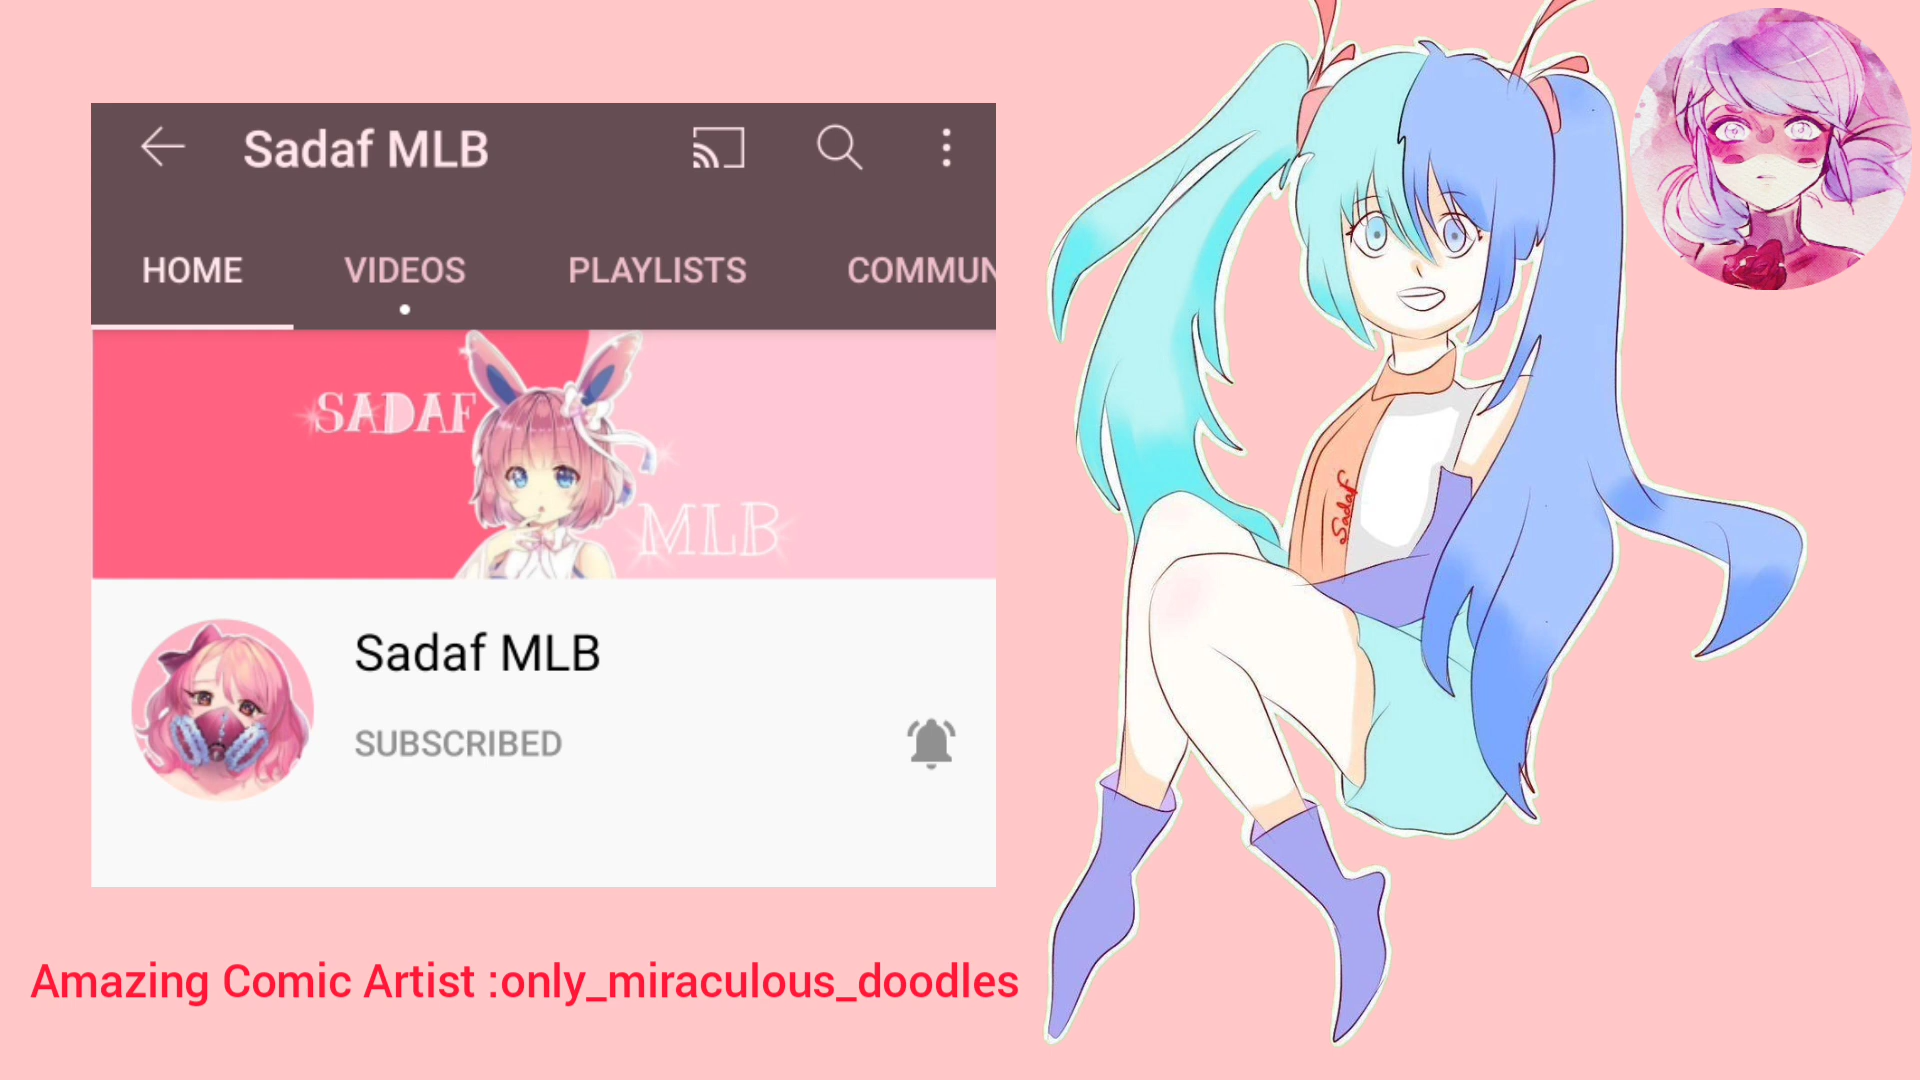 Sadaf MLB
HOME VIDEOS PLAYLISTS COMMUN
SADAF
MLB
Sadaf MLB
SUBSCRIBED
Sadaf
Amazing Comic Artist :only_miraculous_doodles